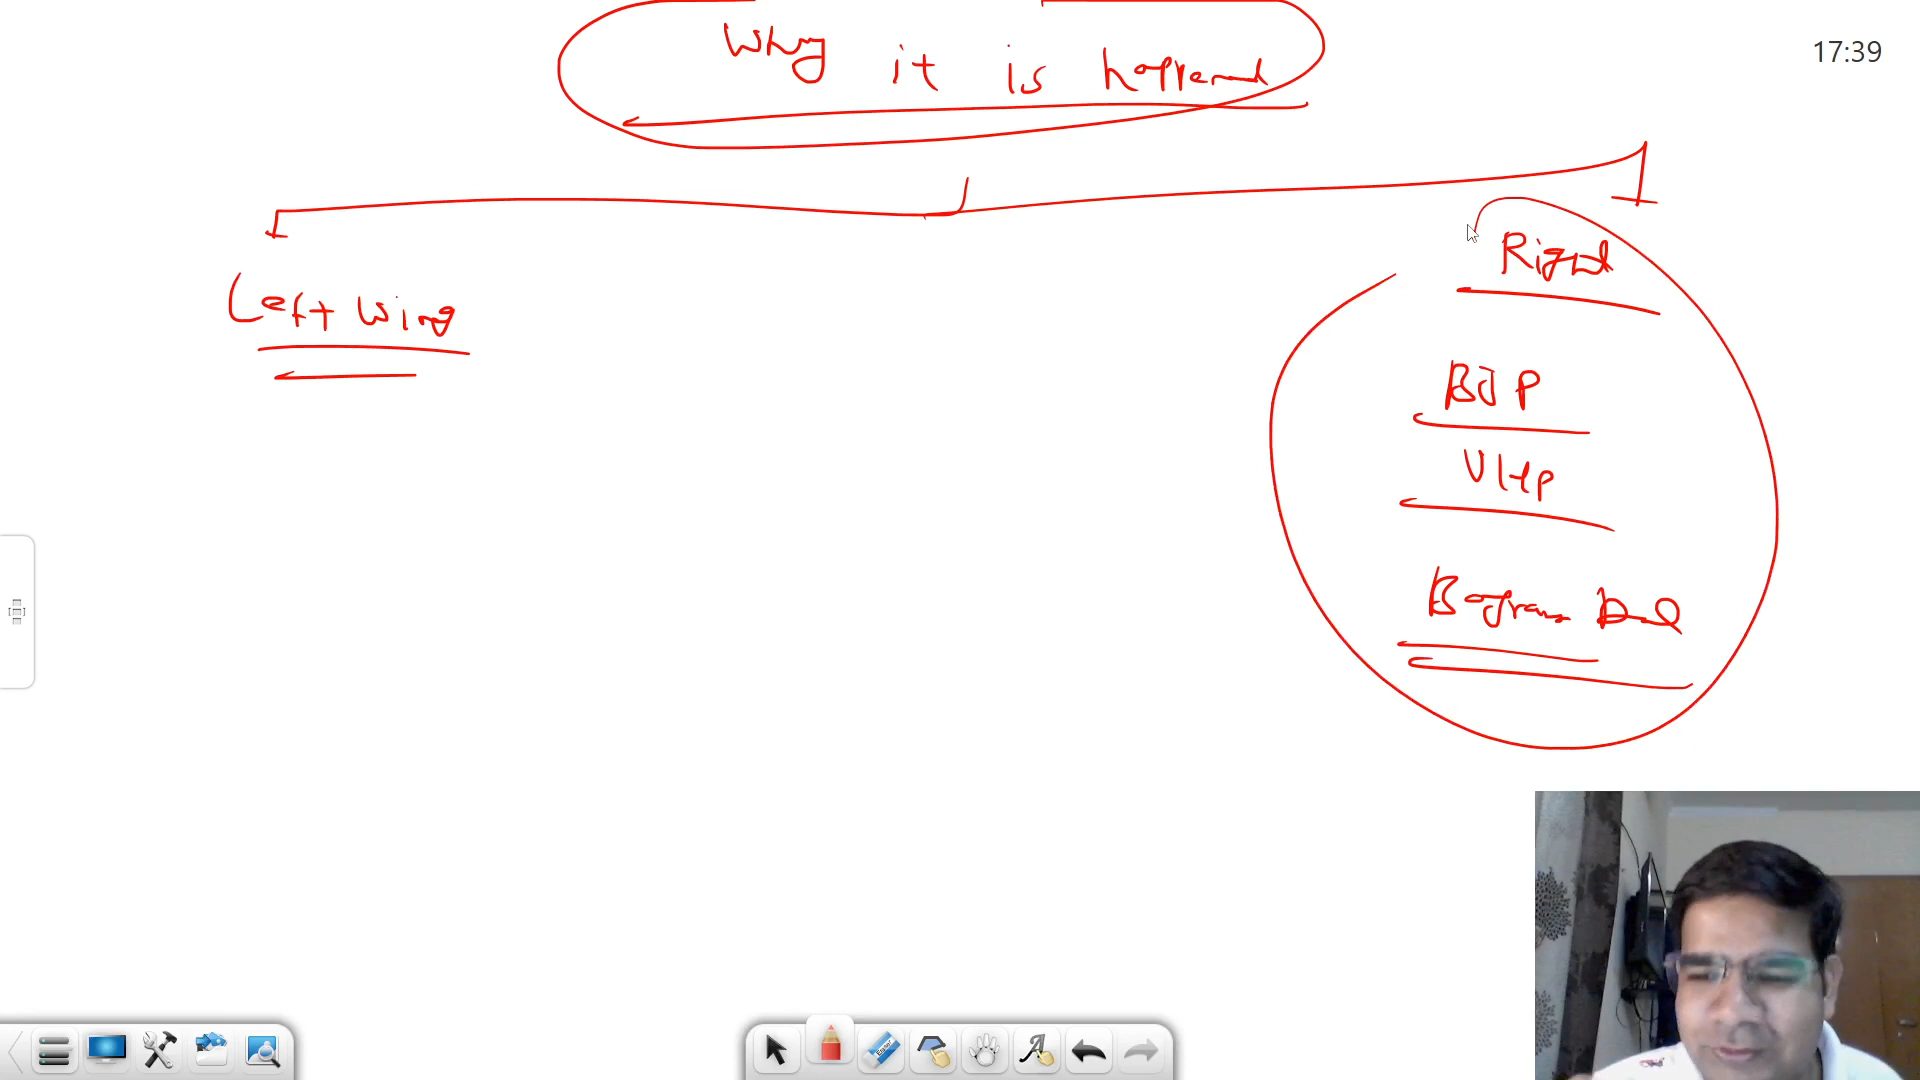 17:39
Why it is happened
Left wing
Right
BJP
VHP
Bajrang Dal